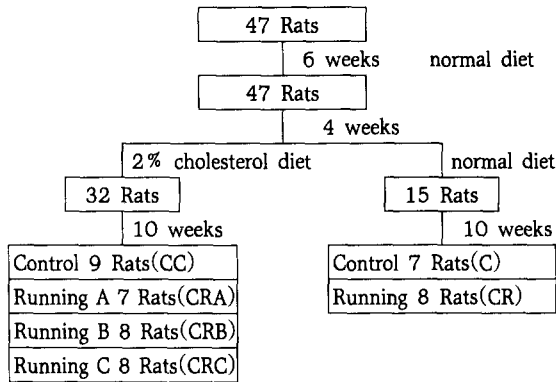 47 Rats
6 weeks normal diet
47 Rats
4 weeks
2% cholesterol diet normal diet
32 Rats 15 Rats
10 weeks 10 weeks
Control 9 Rats(CC) Control 7 Rats(C)
Running A 7 Rats(CRA) Running 8 Rats(CR)
Running B 8 Rats(CRB)
Running C 8 Rats(CRC)